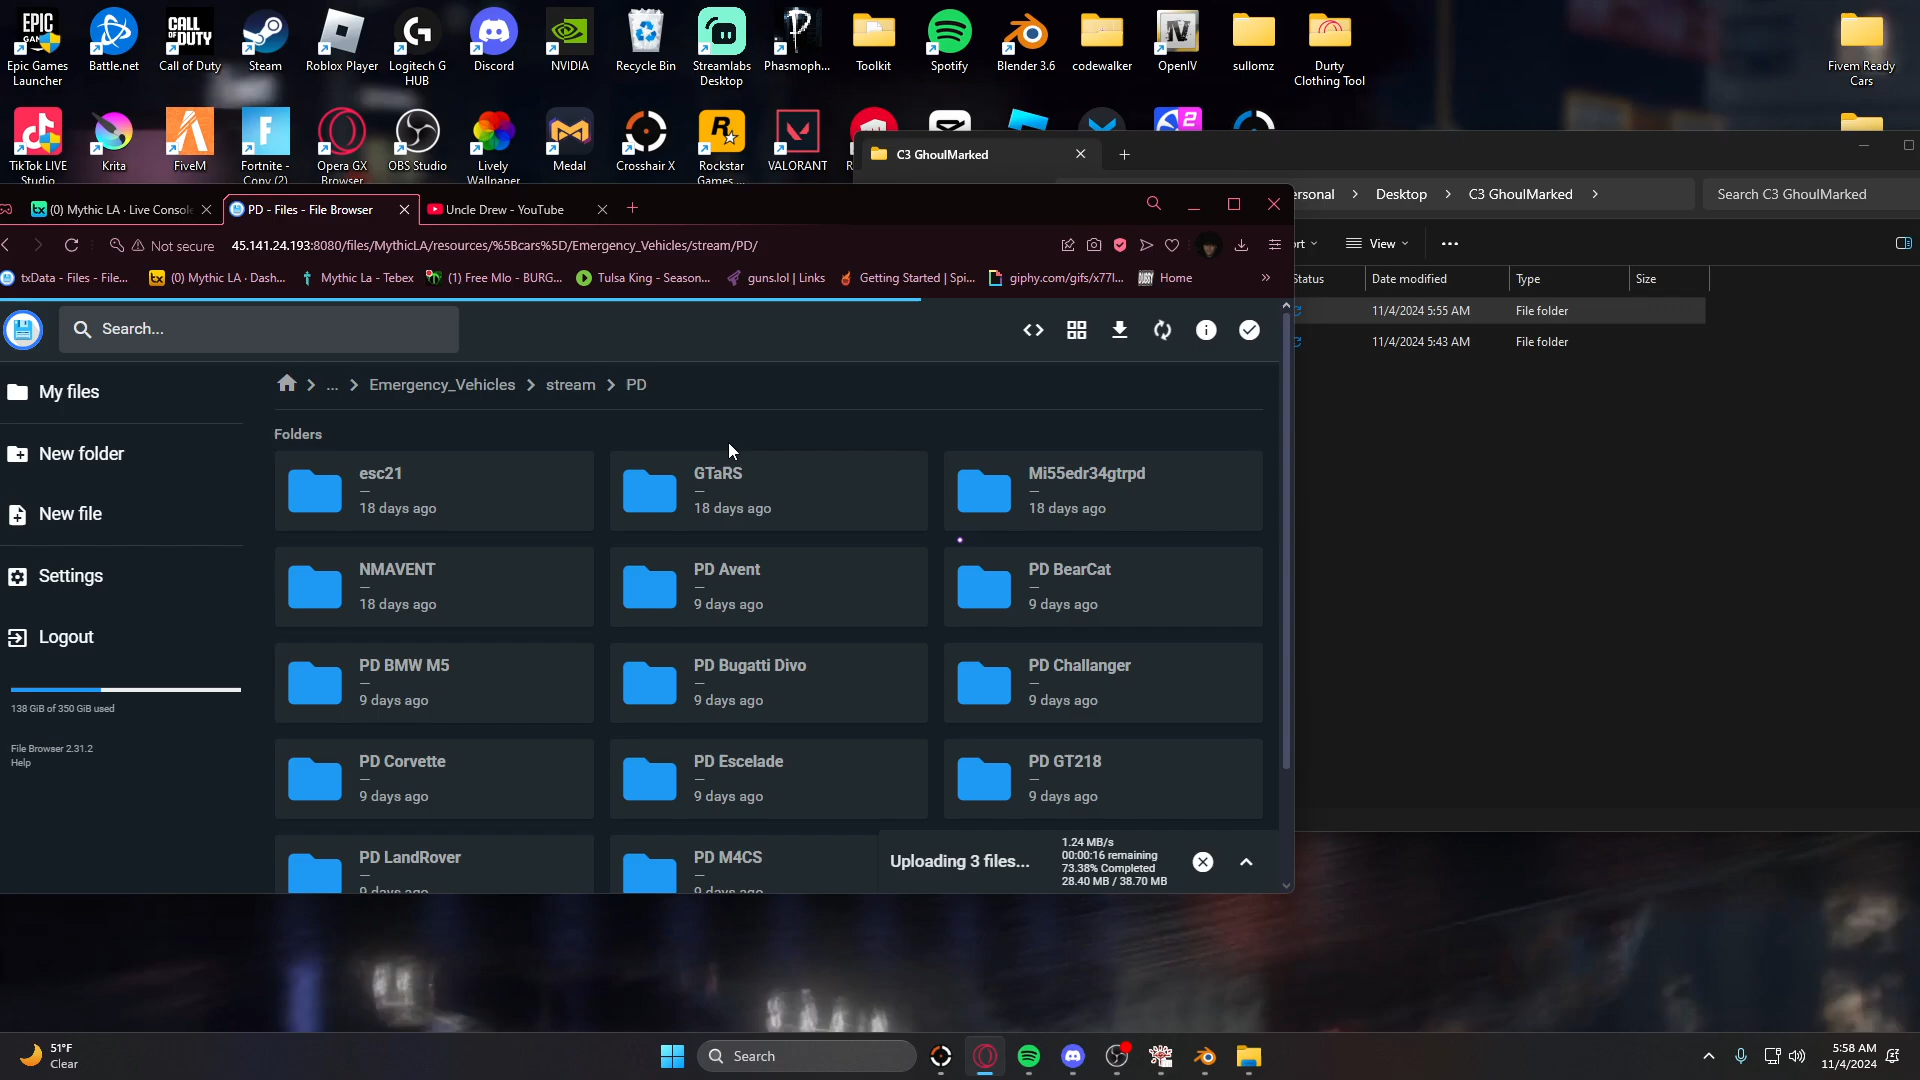 Epic Games
Launcher
Battle.net
Call of Duty
Steam
Roblox Player
Logitech G
HUB
Discord
NVIDIA
Recycle Bin
Streamlabs
Desktop
Phasmoph...
Toolkit
Spotify
Blender 3.6
codewalker
OpenIV
sullomz
Durty
Clothing Tool
Fivem Ready
Cars
TikTok LIVE
Studio
Krita
FiveM
Fortnite -
Copy (2)
Opera GX
Browser
OBS Studio
Lively
Wallpaper
Medal
Crosshair X
Rockstar
Games ...
VALORANT
C3 GhoulMarked
ersonal > Desktop > C3 GhoulMarked >
Search C3 GhoulMarked
View
Status
Date modified
Type
Size
11/4/2024 5:55 AM
File folder
11/4/2024 5:43 AM
File folder
(0) Mythic LA · Live Console
PD - Files - File Browser
Uncle Drew - YouTube
Not secure
45.141.24.193:8080/files/MythicLA/resources/%5Bcars%5D/Emergency_Vehicles/stream/PD/
txData - Files - File...
(0) Mythic LA · Dash...
Mythic La - Tebex
(1) Free Mlo - BURG...
Tulsa King - Season...
guns.lol | Links
Getting Started | Spi...
giphy.com/gifs/x77l...
Home
Search...
My files
New folder
New file
Settings
Logout
138 GiB of 350 GiB used
File Browser 2.31.2
Help
... > Emergency_Vehicles > stream > PD
Folders
esc21
—
18 days ago
GTaRS
—
18 days ago
Mi55edr34gtrpd
—
18 days ago
NMAVENT
—
18 days ago
PD Avent
—
9 days ago
PD BearCat
—
9 days ago
PD BMW M5
—
9 days ago
PD Bugatti Divo
—
9 days ago
PD Challanger
—
9 days ago
PD Corvette
—
9 days ago
PD Escelade
—
9 days ago
PD GT218
—
9 days ago
PD LandRover
—
9 days ago
PD M4CS
—
9 days ago
Uploading 3 files...
1.24 MB/s
00:00:16 remaining
73.38% Completed
28.40 MB / 38.70 MB
51°F
Clear
Search
5:58 AM
11/4/2024